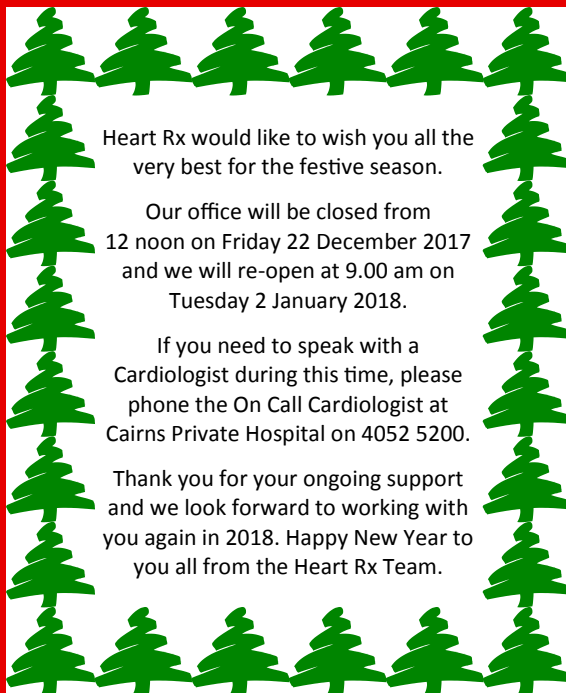 Heart Rx would like to wish you all the
very best for the festive season.
Our office will be closed from
12 noon on Friday 22 December 2017
and we will re-open at 9.00 am on
Tuesday 2 January 2018.
If you need to speak with a
Cardiologist during this time, please
phone the On Call Cardiologist at
Cairns Private Hospital on 4052 5200.
Thank you for your ongoing support
and we look forward to working with
you again in 2018. Happy New Year to
you all from the Heart Rx Team.